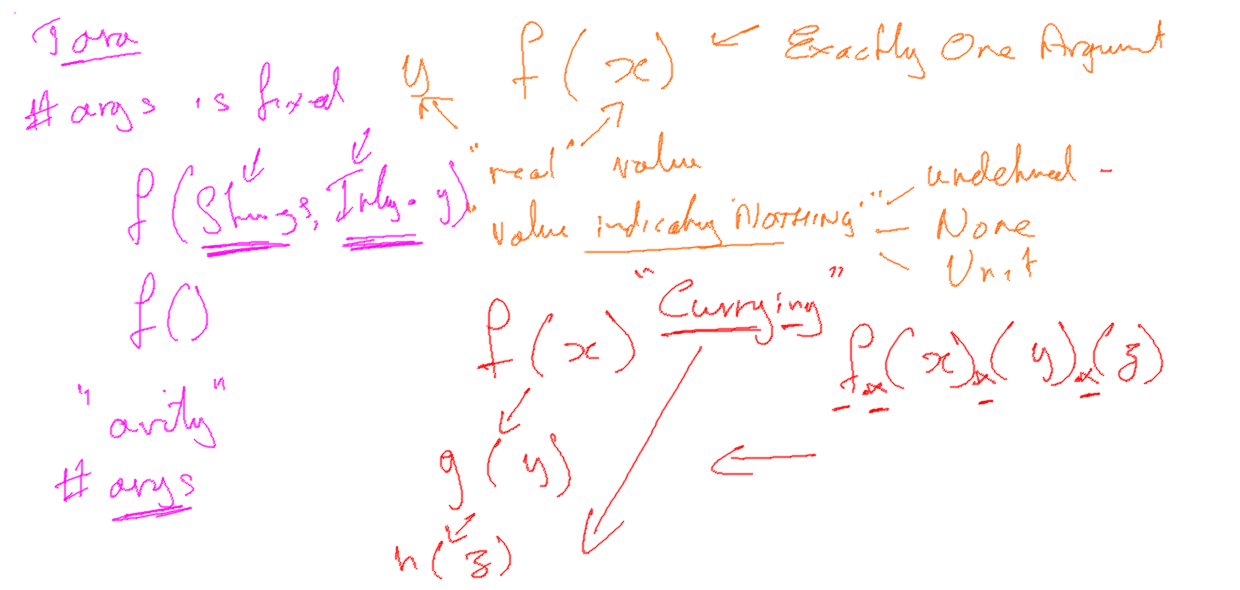 Java
# args is fixed
f(String s, Integer y)
f()
"arity"
# args
y f(x) Exactly One Argument
"real" value
value indicating "NOTHING"
undefined
None
Unit
"Currying"
f(x)
g(y)
h(z)
f(x)(y)(z)